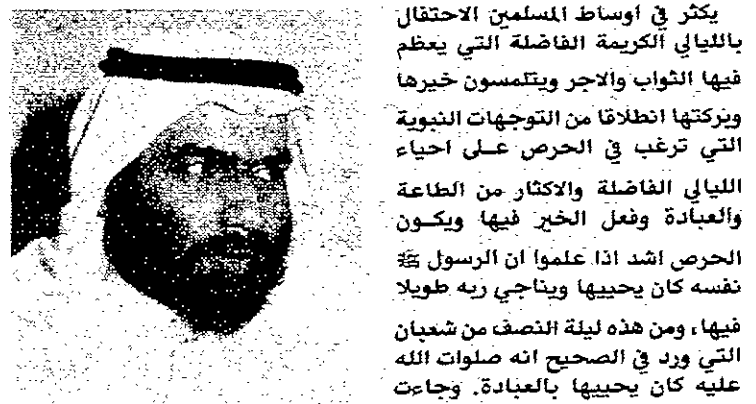 يكثر في اوساط المسلمين الاحتفال
بالليالي الكريمة الفاضلة التي يعظم
فيها الثواب والاجر ويتلمسون خيرها
وبركتها انطلاقا من التوجهات النبوية
التي ترغب في الحرص على احياء
الليالي الفاضلة والاكثار من الطاعة
والعبادة وفعل الخير فيها ويكون
الحرص اشد اذا علموا ان الرسول ﷺ
نفسه كان يحييها ويناجي ربه طويلا
فيها، ومن هذه ليلة النصف من شعبان
التي ورد في الصحيح انه صلوات الله
عليه كان يحييها بالعبادة. وجاءت